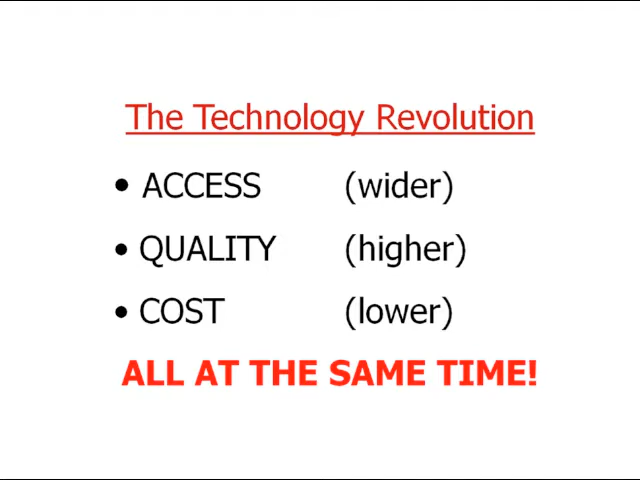 The Technology Revolution
• ACCESS (wider)
• QUALITY (higher)
• COST (lower)
ALL AT THE SAME TIME!